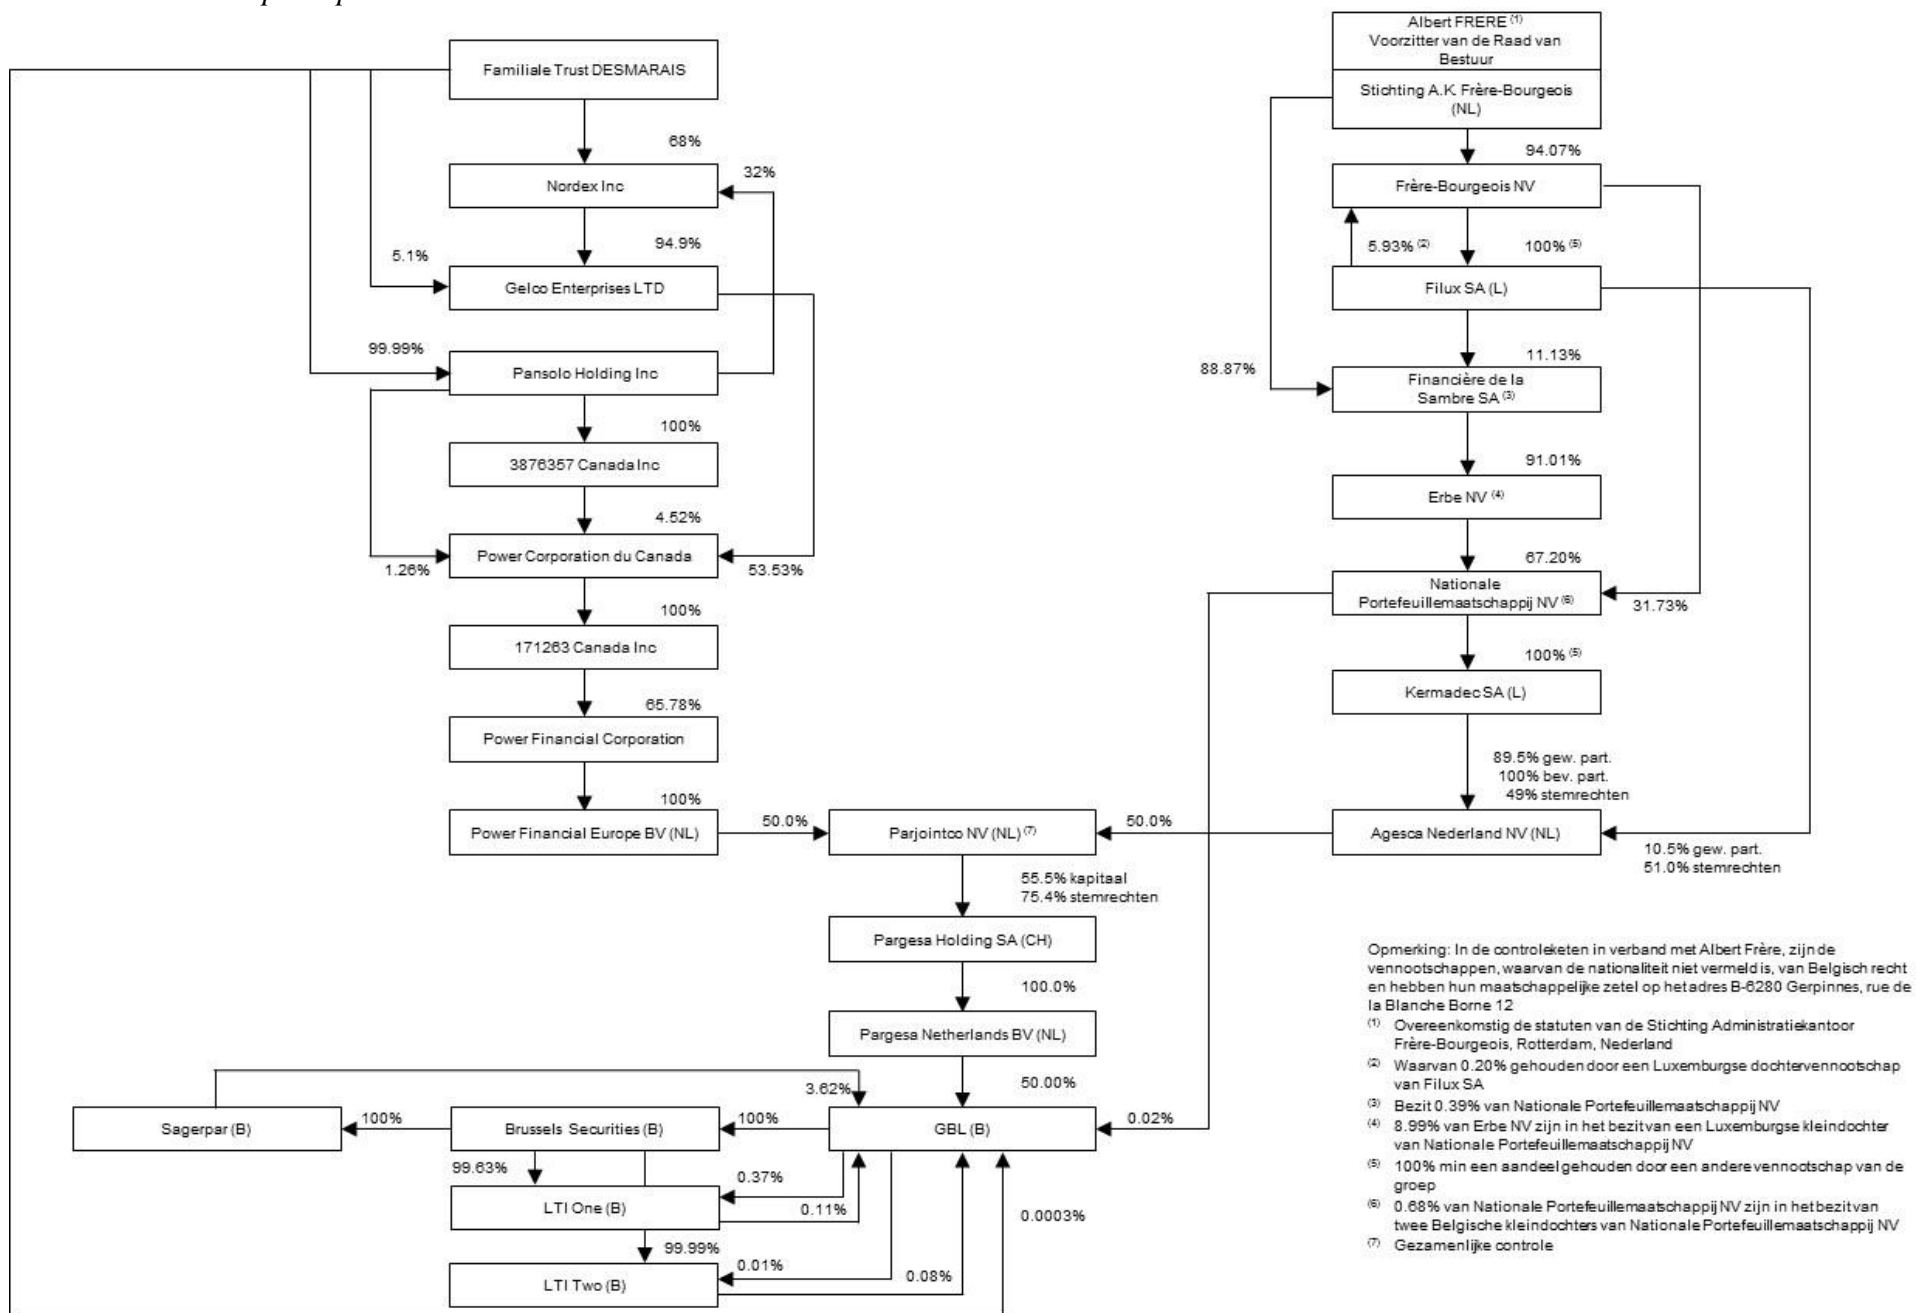 Familiale Trust DESMARAIS
68%
Nordex Inc
32%
94.9%
5.1%
Gelco Enterprises LTD
99.99%
Pansolo Holding Inc
100%
3876357 Canada Inc
4.52%
Power Corporation du Canada
1.26%
53.53%
100%
171263 Canada Inc
65.78%
Power Financial Corporation
100%
Power Financial Europe BV (NL)
50.0%
Parjointco NV (NL) (7)
50.0%
Albert FRERE (1)
Voorzitter van de Raad van
Bestuur
Stichting A.K. Frère-Bourgeois
(NL)
94.07%
Frère-Bourgeois NV
5.93% (2)
100% (5)
Filux SA (L)
11.13%
88.87%
Financière de la
Sambre SA (3)
91.01%
Erbe NV (4)
67.20%
Nationale
Portefeuillemaatschappij NV (6)
31.73%
100% (5)
Kermadec SA (L)
89.5% gew. part.
100% bev. part.
49% stemrechten
Agesca Nederland NV (NL)
10.5% gew. part.
51.0% stemrechten
55.5% kapitaal
75.4% stemrechten
Pargesa Holding SA (CH)
100.0%
Pargesa Netherlands BV (NL)
50.00%
3.62%
Sagerpar (B)
100%
Brussels Securities (B)
100%
GBL (B)
0.02%
99.63%
0.37%
LTI One (B)
0.11%
0.0003%
99.99%
0.01%
LTI Two (B)
0.08%
Opmerking: In de controleketen in verband met Albert Frère, zijn de
vennootschappen, waarvan de nationaliteit niet vermeld is, van Belgisch recht
en hebben hun maatschappelijke zetel op het adres B-6280 Gerpinnes, rue de
la Blanche Borne 12
(1) Overeenkomstig de statuten van de Stichting Administratiekantoor
Frère-Bourgeois, Rotterdam, Nederland
(2) Waarvan 0.20% gehouden door een Luxemburgse dochtervennootschap
van Filux SA
(3) Bezit 0.39% van Nationale Portefeuillemaatschappij NV
(4) 8.99% van Erbe NV zijn in het bezit van een Luxemburgse kleindochter
van Nationale Portefeuillemaatschappij NV
(5) 100% min een aandeel gehouden door een andere vennootschap van de
groep
(6) 0.68% van Nationale Portefeuillemaatschappij NV zijn in het bezit van
twee Belgische kleindochters van Nationale Portefeuillemaatschappij NV
(7) Gezamenlijke controle